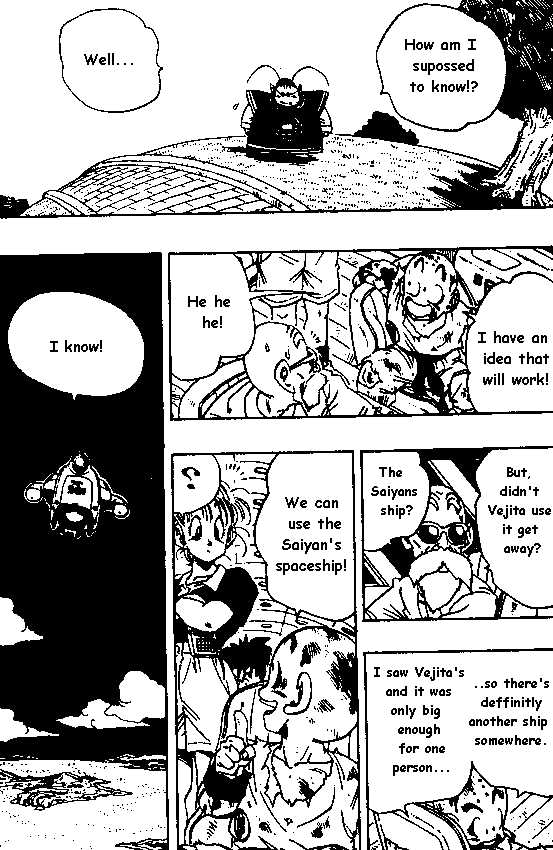 Well...
How am I
supossed
to know!?
I know!
He he
he!
I have an
idea that
will work!
?
We can
use the
Saiyan's
spaceship!
The
Saiyans
ship?
But,
didn't
Vejita use
it get
away?
I saw Vejita's
and it was
only big
enough
for one
person...
..so there's
deffinitly
another ship
somewhere.